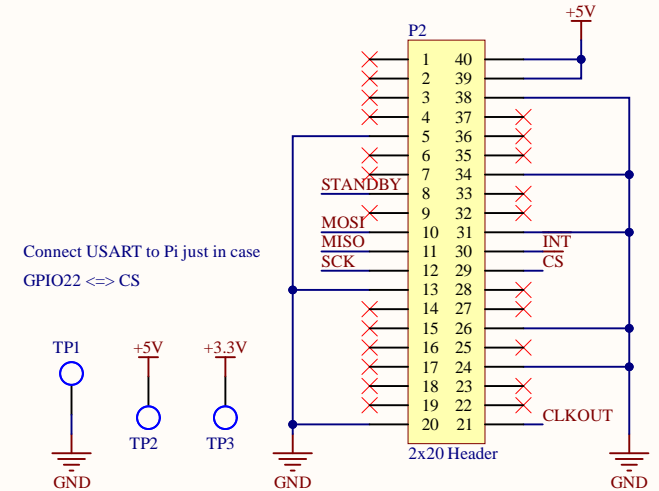 +5V
P2
1 40
2 39
3 38
4 37
5 36
6 35
7 34
STANDBY
8 33
9 32
MOSI
10 31
MISO
11 30
INT
SCK
12 29
CS
13 28
14 27
15 26
16 25
17 24
18 23
19 22
20 21
CLKOUT
2x20 Header
GND
GND
Connect USART to Pi just in case
GPIO22 <=> CS
TP1
+5V
+3.3V
TP2
TP3
GND